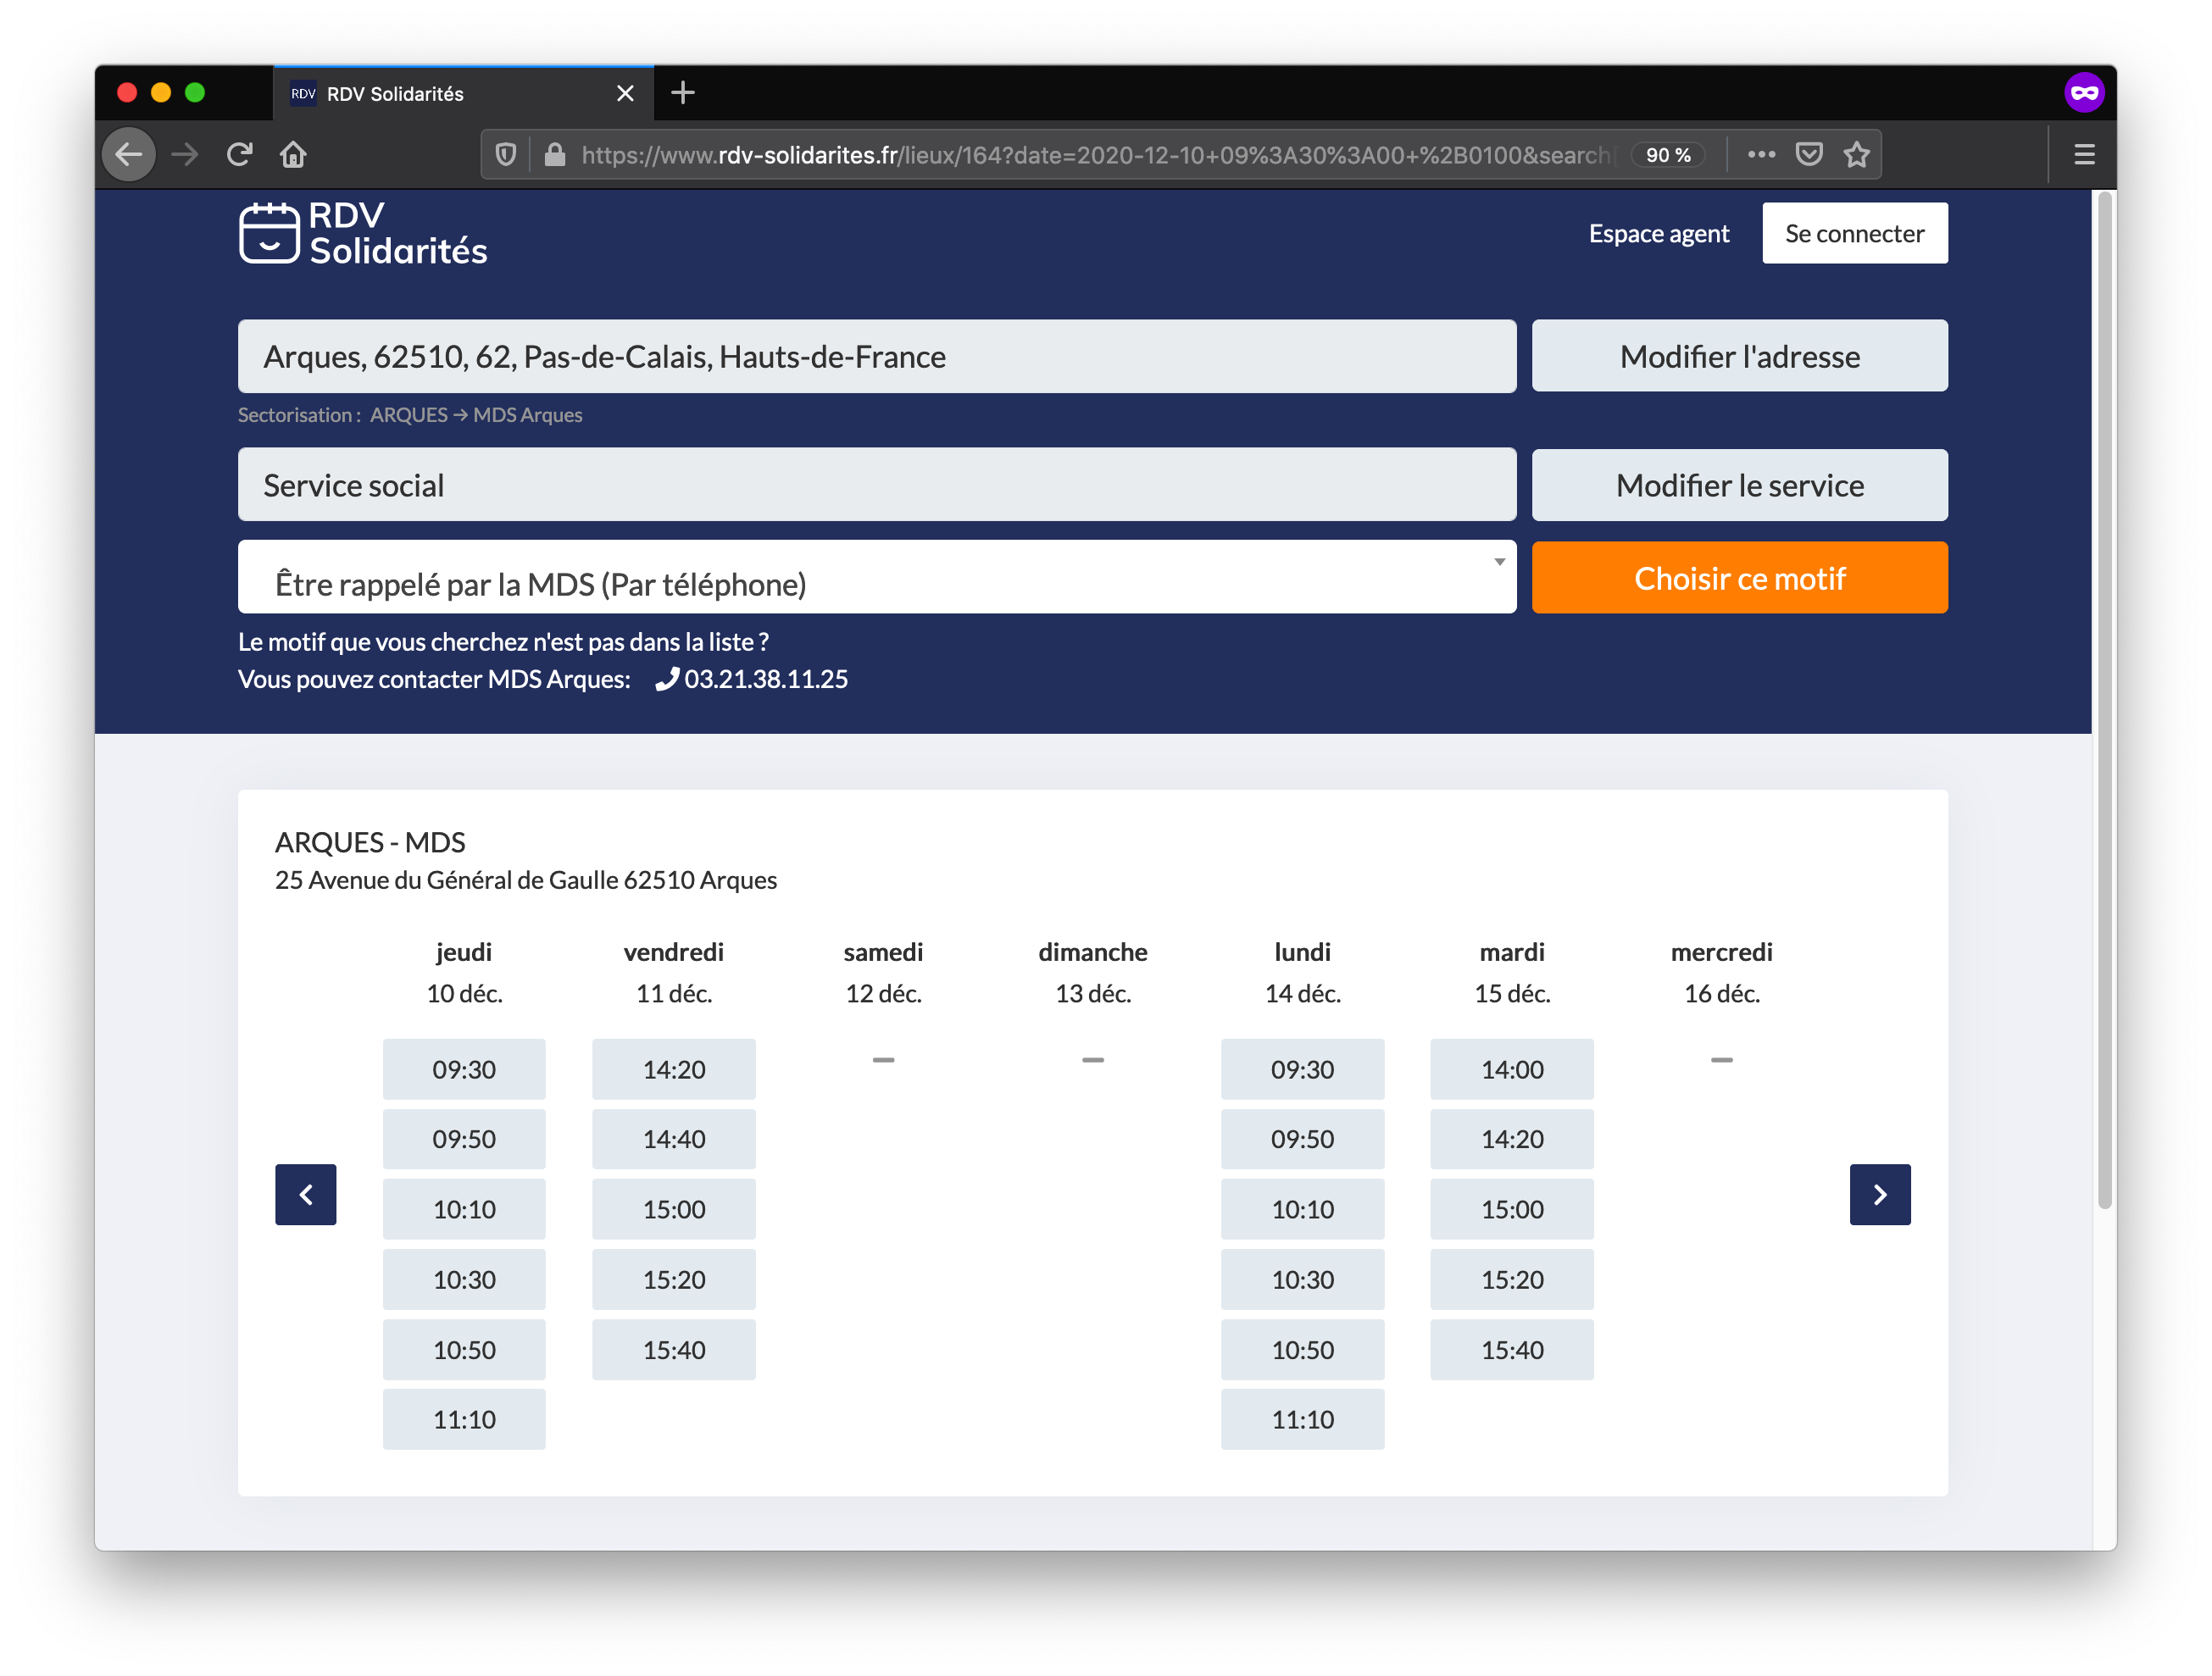 RDV RDV Solidarités
https://www.rdv-solidarites.fr/lieux/164?date=2020-12-10+09%3A30%3A00+%2B0100&search
90 %
RDV
Solidarités
Espace agent
Se connecter
Arques, 62510, 62, Pas-de-Calais, Hauts-de-France
Modifier l'adresse
Sectorisation : ARQUES → MDS Arques
Service social
Modifier le service
Être rappelé par la MDS (Par téléphone)
Choisir ce motif
Le motif que vous cherchez n'est pas dans la liste ?
Vous pouvez contacter MDS Arques: 03.21.38.11.25
ARQUES - MDS
25 Avenue du Général de Gaulle 62510 Arques
jeudi vendredi samedi dimanche lundi mardi mercredi
10 déc. 11 déc. 12 déc. 13 déc. 14 déc. 15 déc. 16 déc.
09:30 14:20 – – 09:30 14:00 –
09:50 14:40 09:50 14:20
10:10 15:00 10:10 15:00
10:30 15:20 10:30 15:20
10:50 15:40 10:50 15:40
11:10 11:10